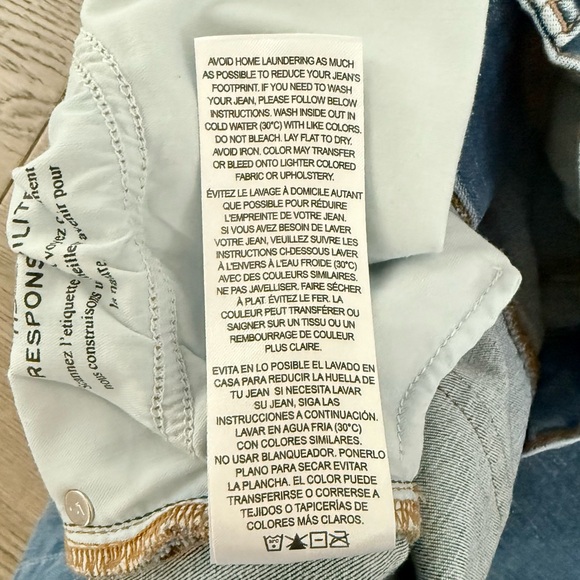 AVOID HOME LAUNDERING AS MUCH
AS POSSIBLE TO REDUCE YOUR JEAN'S
FOOTPRINT. IF YOU NEED TO WASH
YOUR JEAN, PLEASE FOLLOW BELOW
INSTRUCTIONS. WASH INSIDE OUT IN
COLD WATER (30°C) WITH LIKE COLORS.
DO NOT BLEACH. LAY FLAT TO DRY.
AVOID IRON. COLOR MAY TRANSFER
OR BLEED ONTO LIGHTER COLORED
FABRIC OR UPHOLSTERY.
ÉVITEZ LE LAVAGE À DOMICILE AUTANT
QUE POSSIBLE POUR RÉDUIRE
L'EMPREINTE DE VOTRE JEAN.
SI VOUS AVEZ BESOIN DE LAVER
VOTRE JEAN, VEUILLEZ SUIVRE LES
INSTRUCTIONS CI-DESSOUS LAVER
À L'ENVERS À L'EAU FROIDE (30°C)
AVEC DES COULEURS SIMILAIRES.
NE PAS JAVELLISER. FAIRE SÉCHER
À PLAT ÉVITEZ LE FER. LA
COULEUR PEUT TRANSFÉRER OU
SAIGNER SUR UN TISSU OU UN
REMBOURRAGE DE COULEUR
PLUS CLAIRE.
EVITA EN LO POSIBLE EL LAVADO EN
CASA PARA REDUCIR LA HUELLA DE
TU JEAN. SI NECESITA LAVAR
SU JEAN, SIGA LAS
INSTRUCCIONES A CONTINUACIÓN.
LAVAR EN AGUA FRIA (30°C)
CON COLORES SIMILARES.
NO USAR BLANQUEADOR. PONERLO
PLANO PARA SECAR EVITAR
LA PLANCHA. EL COLOR PUEDE
TRANSFERIRSE O CORRERSE A
TEJIDOS O TAPICERÍAS DE
COLORES MÁS CLAROS.
RESPONS
Scannez l'etiquette
construisons
avenir pour
nous